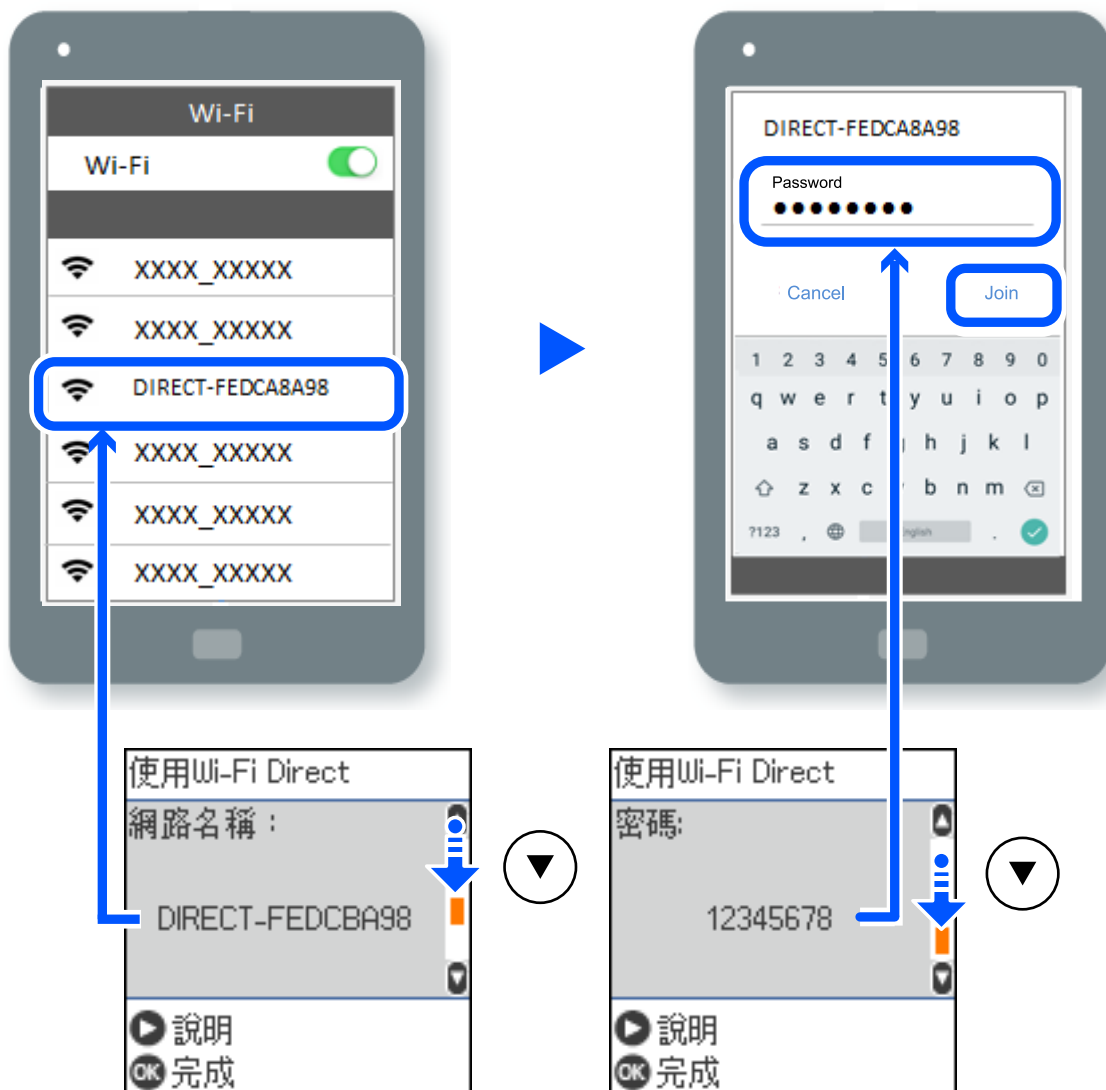 Wi-Fi
Wi-Fi
XXXX_XXXXX
XXXX_XXXXX
DIRECT-FEDCA8A98
XXXX_XXXXX
XXXX_XXXXX
XXXX_XXXXX
DIRECT-FEDCA8A98
Password
●●●●●●●●
Cancel
Join
1 2 3 4 5 6 7 8 9 0
q w e r t y u i o p
a s d f h j k l
z x c b n m
?123 , .
使用Wi-Fi Direct
網路名稱：
DIRECT-FEDCBA98
說明
OK 完成
使用Wi-Fi Direct
密碼:
12345678
說明
OK 完成